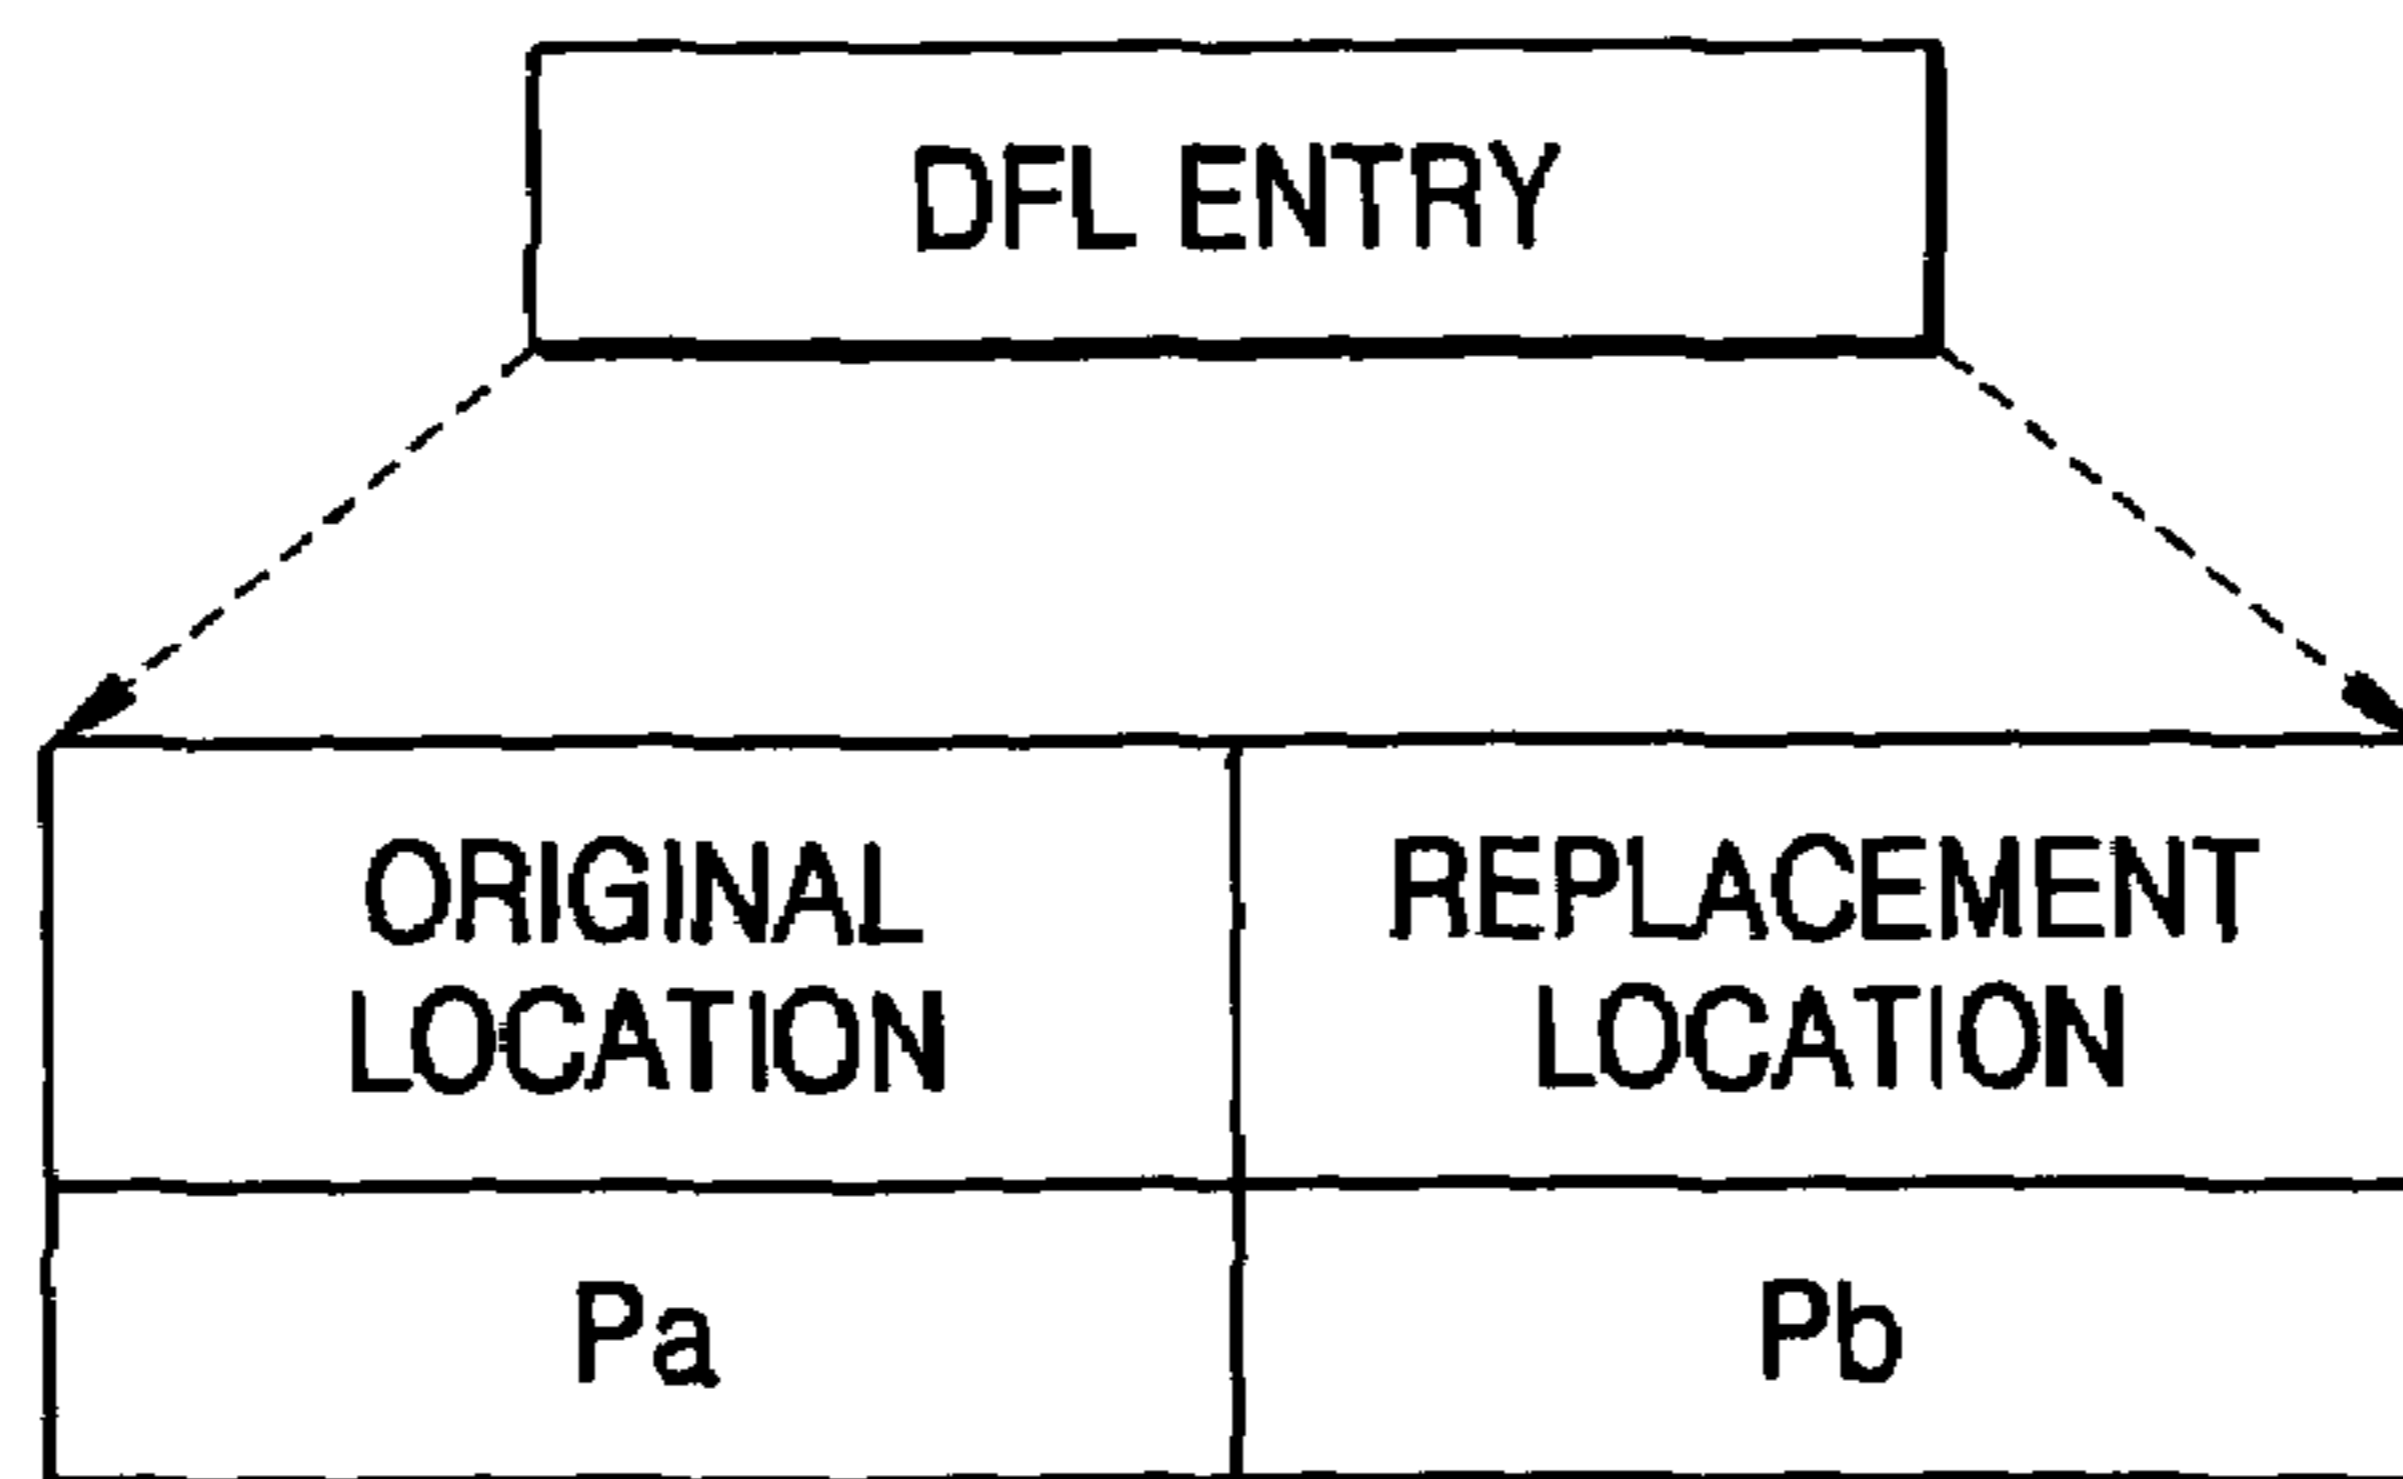 DFL ENTRY
ORIGINAL
LOCATION
REPLACEMENT
LOCATION
Pa
Pb